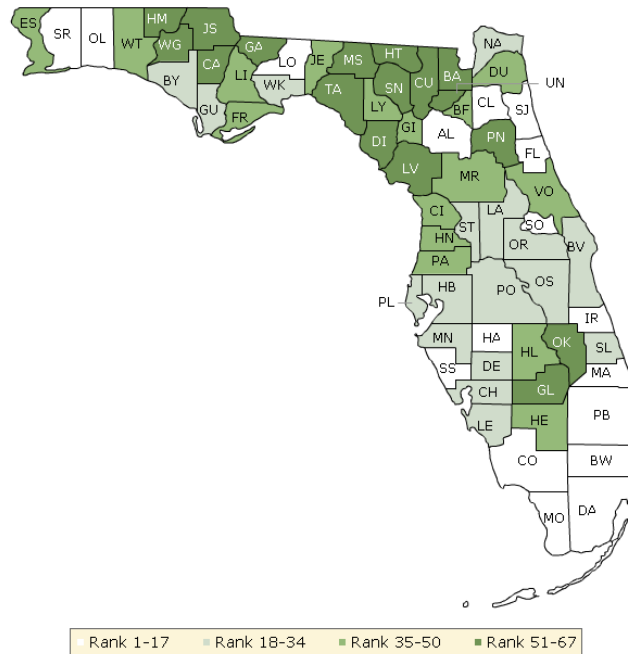 ES
SR
OL
WT
HM
JS
WG
CA
BY
GU
LI
GA
FR
LO
WK
JE
MS
TA
HT
SN
LY
CU
BA
DI
GI
LV
NA
DU
UN
BF
CL
SJ
AL
PN
FL
MR
VO
CI
LA
ST
SO
HN
OR
BV
PA
HB
OS
PO
PL
IR
MN
HA
OK
HL
SL
SS
DE
MA
CH
GL
LE
HE
PB
CO
BW
MO
DA
Rank 1-17 Rank 18-34 Rank 35-50 Rank 51-67